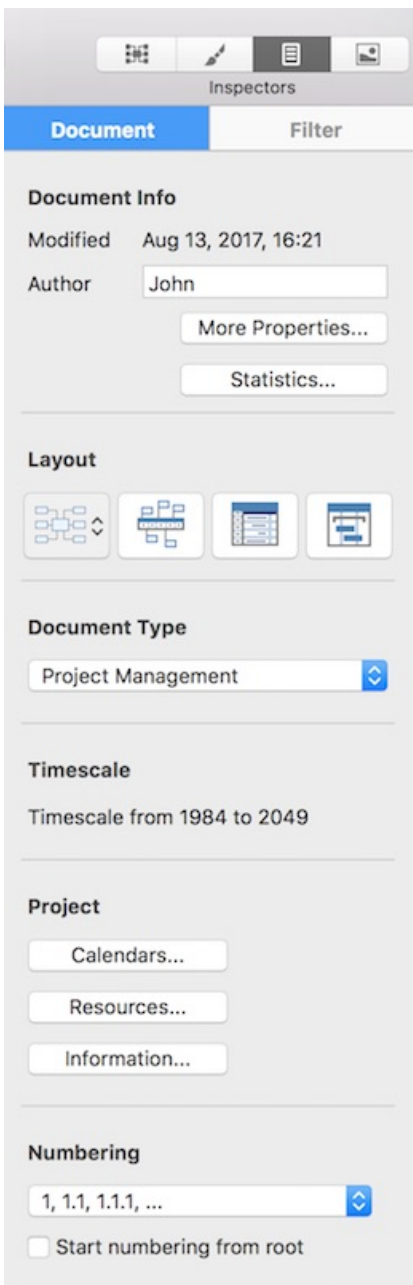 Inspectors
Document Filter
Document Info
Modified Aug 13, 2017, 16:21
Author John
More Properties...
Statistics...
Layout
Document Type
Project Management
Timescale
Timescale from 1984 to 2049
Project
Calendars...
Resources...
Information...
Numbering
1, 1.1, 1.1.1, ...
Start numbering from root